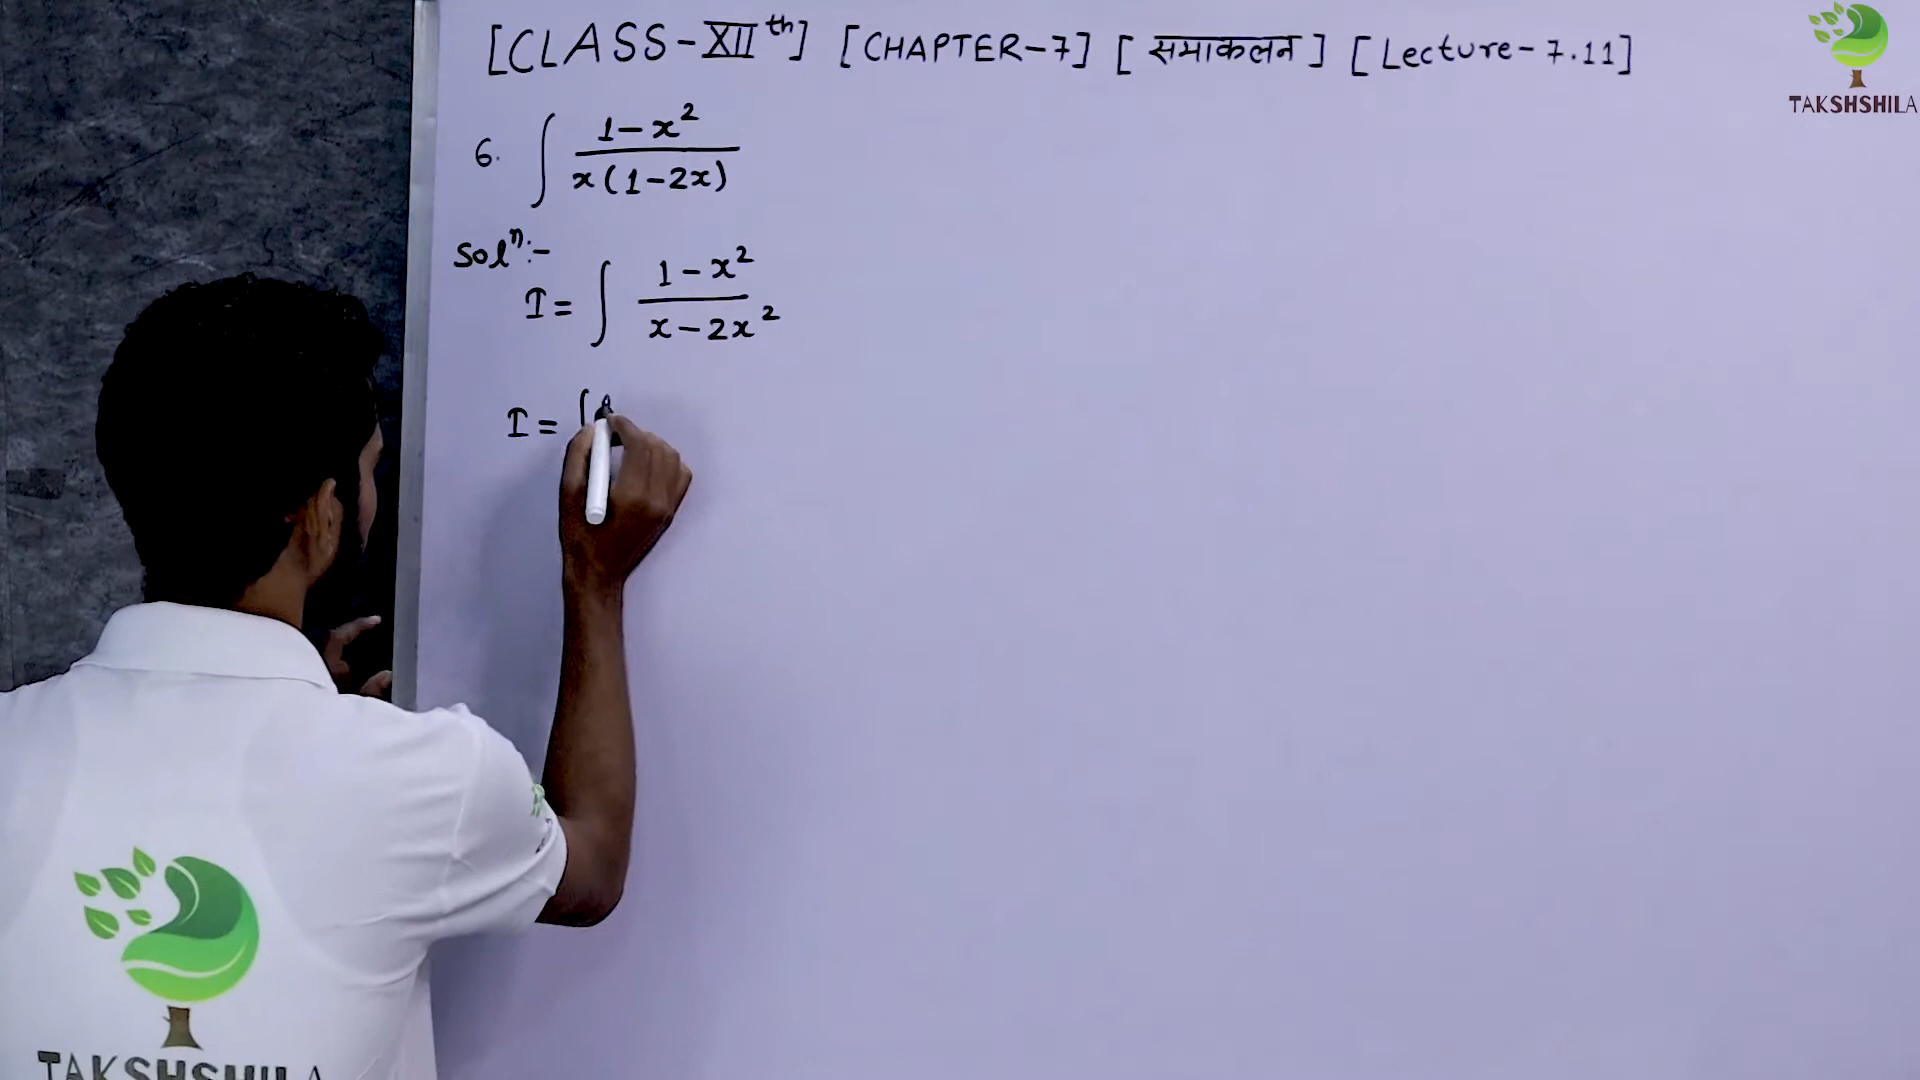 [CLASS-XIIth] [CHAPTER-7] [समाकलन] [Lecture-7.11]
TAKSHSHILA
6. ∫ 1-x² / x(1-2x)
Solⁿ:-
I = ∫ 1-x² / x-2x²
I = ∫
TAKSHSHILA